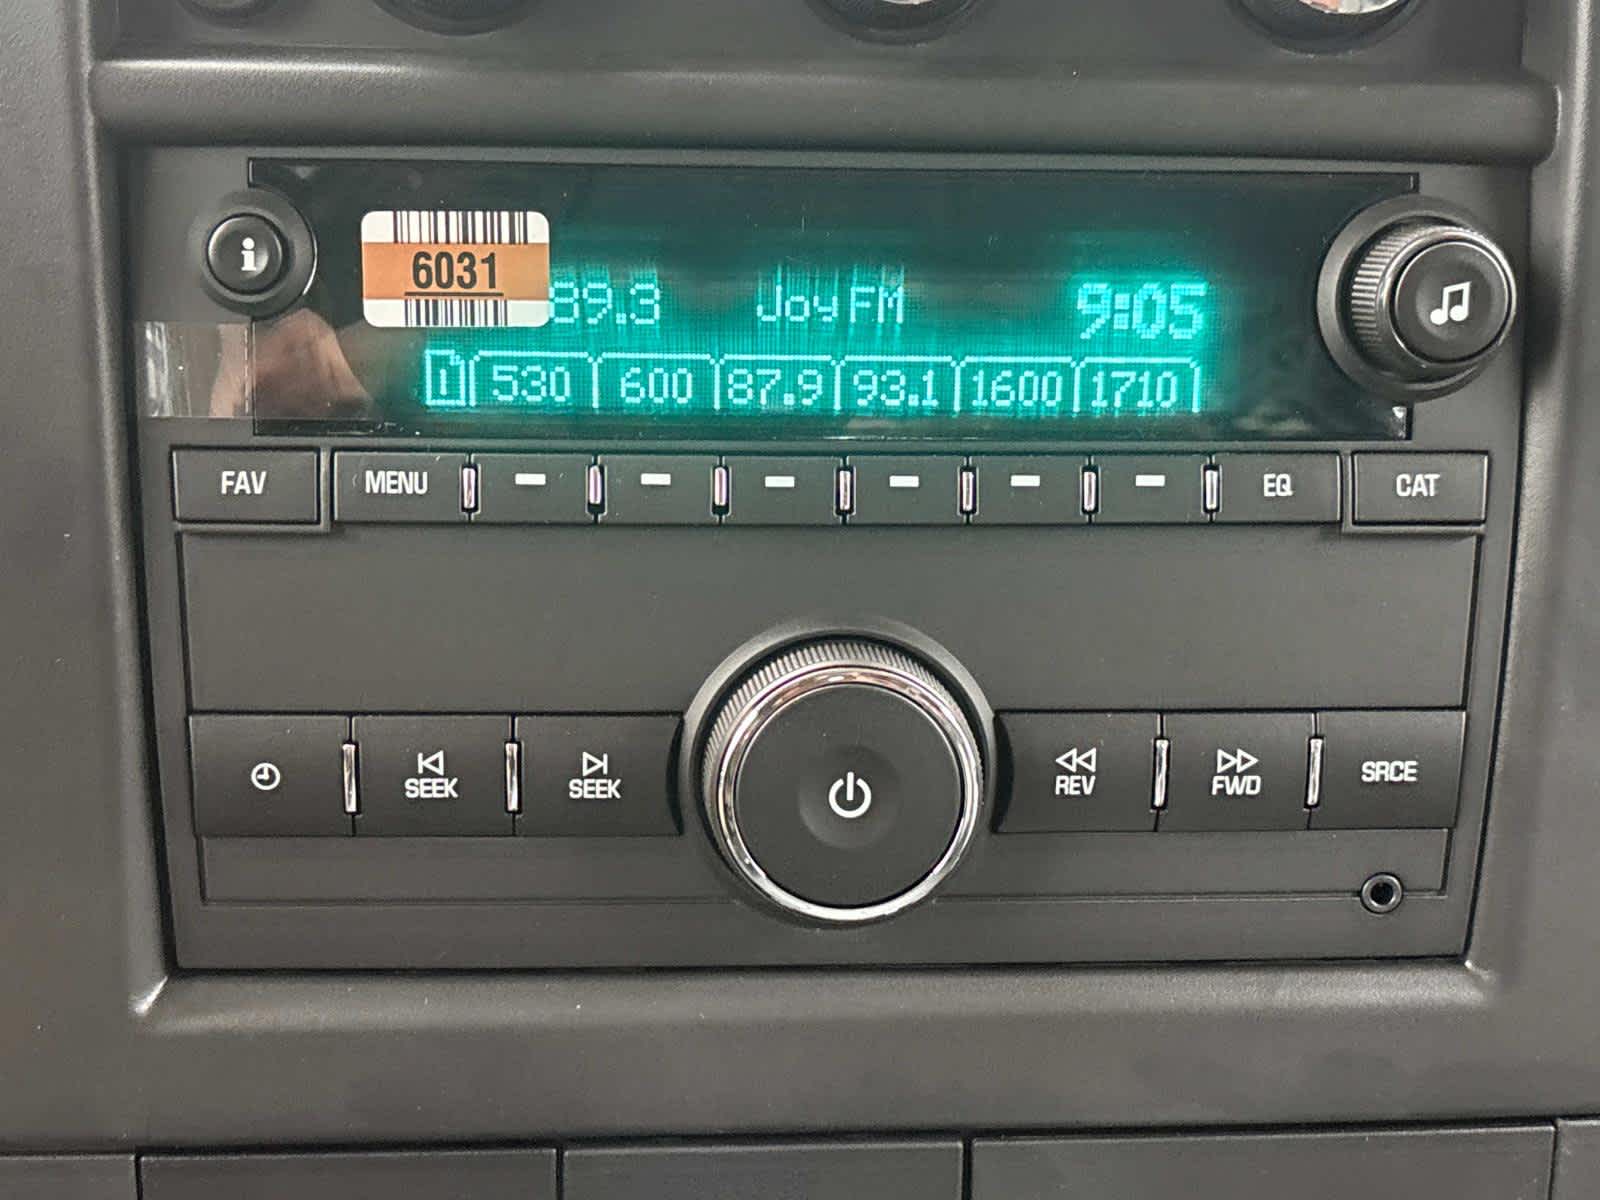 6031
89.3 Joy FM 9:05
1 530 600 87.9 93.1 1600 1710
FAV MENU EQ CAT
SEEK SEEK REV FWD SRCE